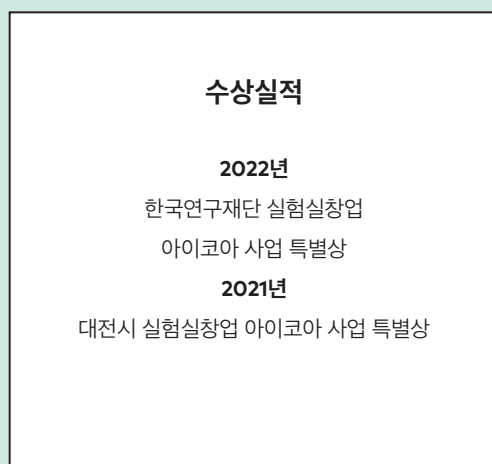 수상실적
2022년
한국연구재단 실험실창업
아이코아 사업 특별상
2021년
대전시 실험실창업 아이코아 사업 특별상